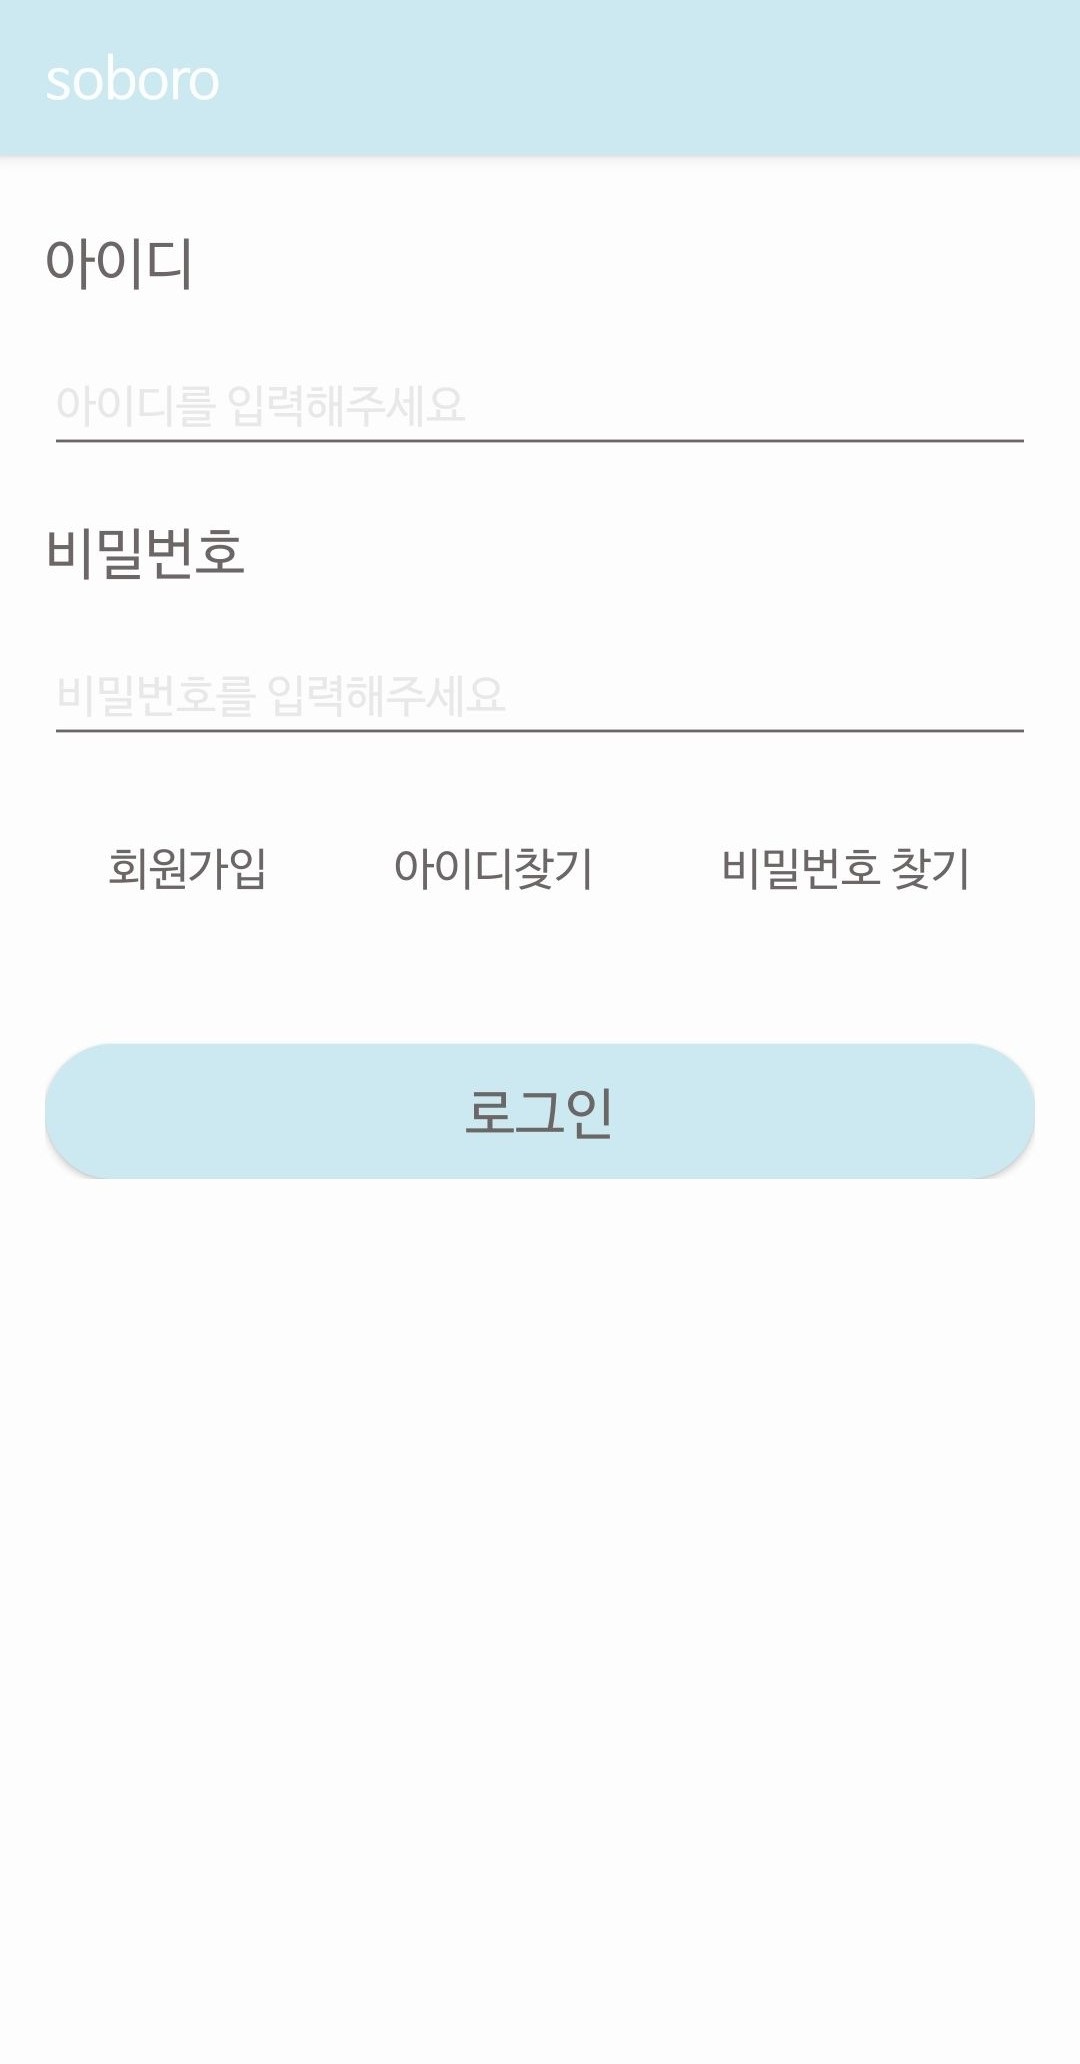 soboro
아이디
아이디를 입력해주세요
비밀번호
비밀번호를 입력해주세요
회원가입 아이디찾기 비밀번호 찾기
로그인